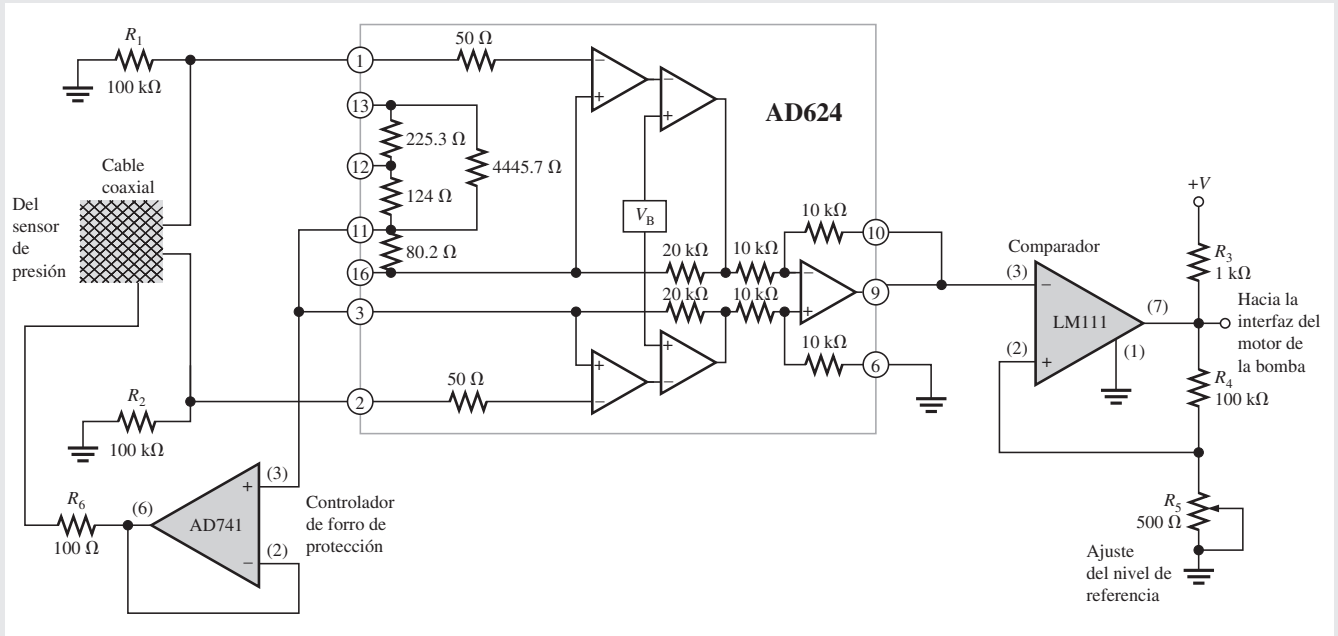 R1
100 kΩ
Cable
coaxial
Del
sensor
de
presión
R2
100 kΩ
R6
100 Ω
(6)
AD741
+
(3)
−
(2)
Controlador
de forro de
protección
1
50 Ω
−
+
−
+
AD624
13
225.3 Ω
4445.7 Ω
12
124 Ω
11
80.2 Ω
16
VB
20 kΩ
10 kΩ
10 kΩ
10
−
+
9
3
20 kΩ
10 kΩ
10 kΩ
6
+
−
+
−
2
50 Ω
Comparador
(3)
−
LM111
(7)
(2)
+
(1)
+V
R3
1 kΩ
Hacia la
interfaz del
motor de
la bomba
R4
100 kΩ
R5
500 Ω
Ajuste
del nivel de
referencia